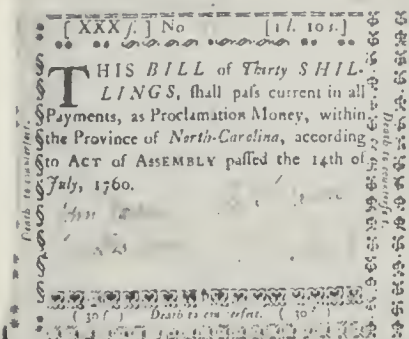 [ XXX ſ. ] No [1 l. 10 s.]
THIS BILL of Thirty SHIL-
LINGS, ſhall paſs current in all
Payments, as Proclamation Money, within
the Province of North-Carolina, according
to ACT of ASSEMBLY paſſed the 14th of
July, 1760.
Death to counterfeit.
Death to counterfeit.
( 30 ſ ) Death to counterfeit. ( 30 ſ )